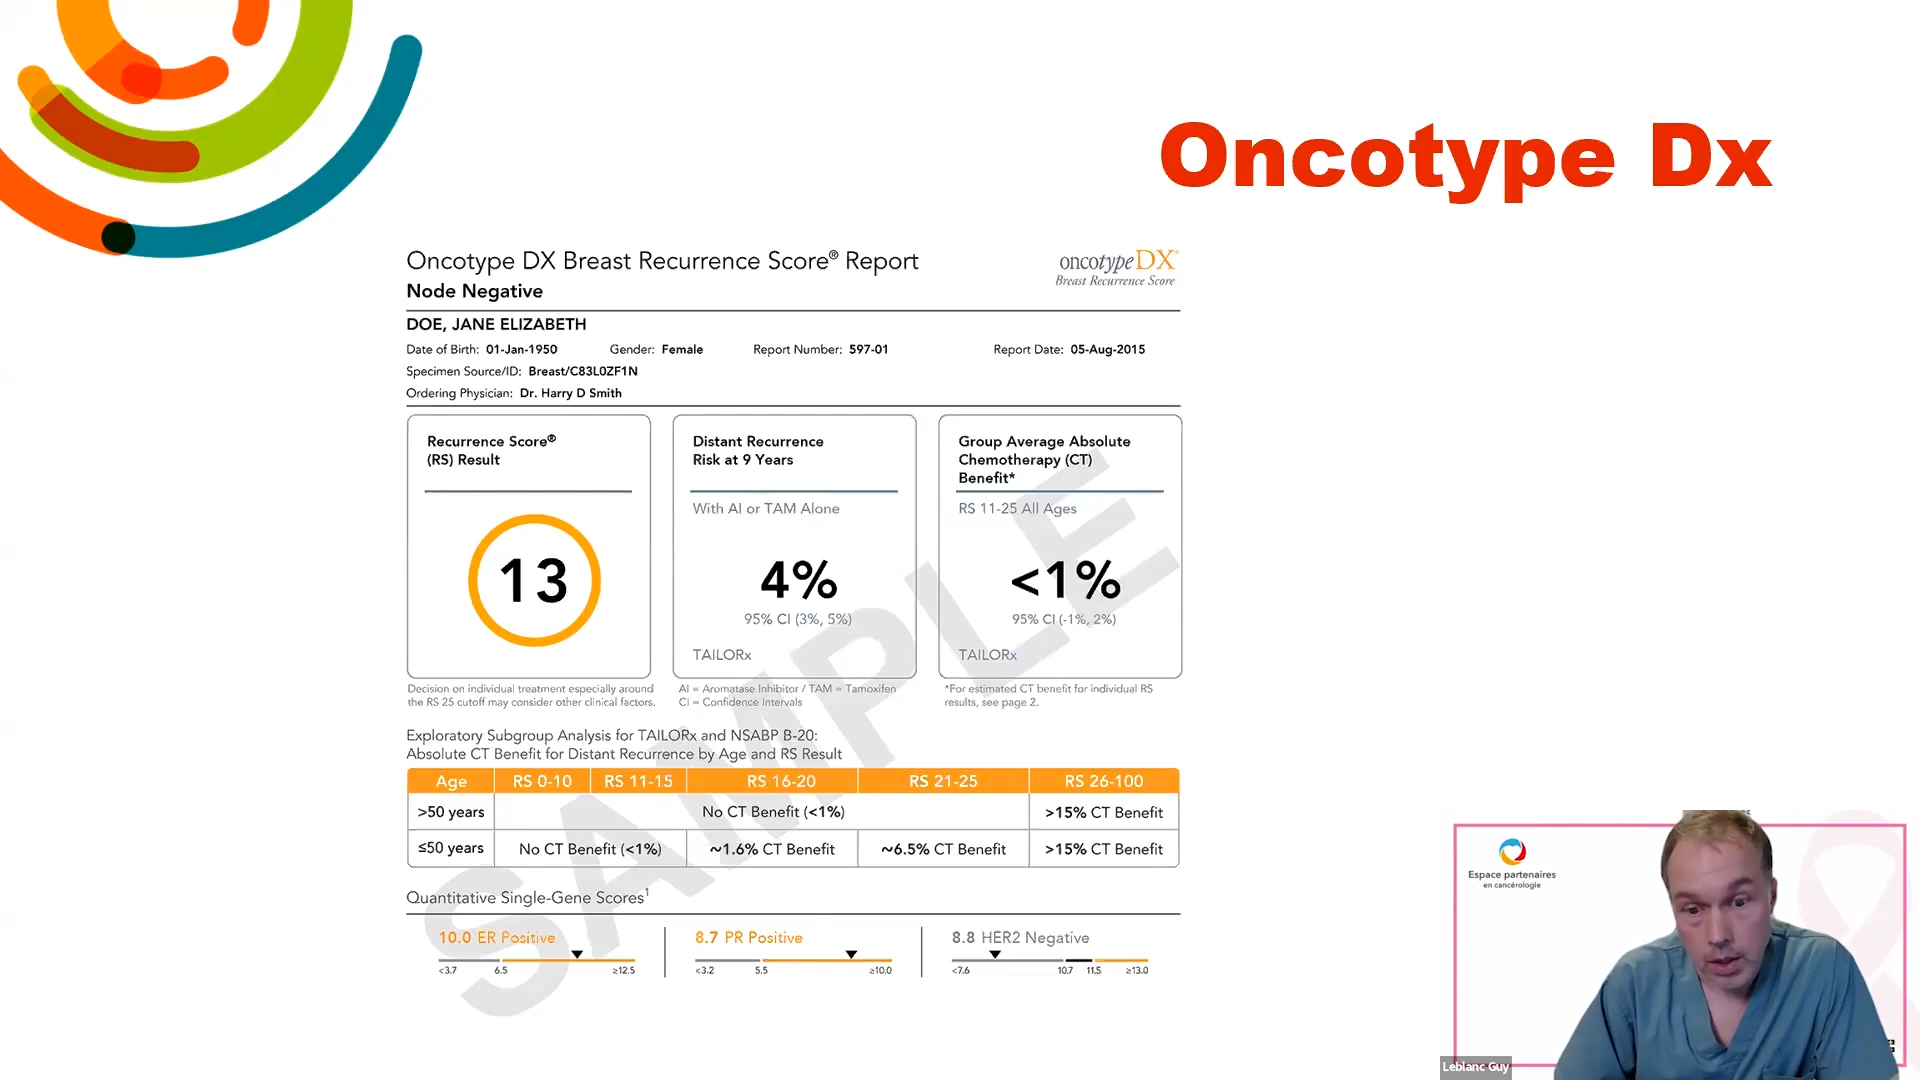 Oncotype Dx
Oncotype DX Breast Recurrence Score® Report
Node Negative
oncotypeDX®
Breast Recurrence Score
DOE, JANE ELIZABETH
Date of Birth: 01-Jan-1950 Gender: Female Report Number: 597-01 Report Date: 05-Aug-2015
Specimen Source/ID: Breast/C83L0ZF1N
Ordering Physician: Dr. Harry D Smith
Recurrence Score®
(RS) Result
13
Decision on individual treatment especially around
the RS 25 cutoff may consider other clinical factors.
Distant Recurrence
Risk at 9 Years
With AI or TAM Alone
4%
95% CI (3%, 5%)
TAILORx
AI = Aromatase Inhibitor / TAM = Tamoxifen
CI = Confidence Intervals
Group Average Absolute
Chemotherapy (CT)
Benefit*
RS 11-25 All Ages
<1%
95% CI (-1%, 2%)
TAILORx
*For estimated CT benefit for individual RS
results, see page 2.
SAMPLE
Exploratory Subgroup Analysis for TAILORx and NSABP B-20:
Absolute CT Benefit for Distant Recurrence by Age and RS Result
Age RS 0-10 RS 11-15 RS 16-20 RS 21-25 RS 26-100
>50 years No CT Benefit (<1%) >15% CT Benefit
≤50 years No CT Benefit (<1%) ~1.6% CT Benefit ~6.5% CT Benefit >15% CT Benefit
Quantitative Single-Gene Scores1
10.0 ER Positive
<3.7 6.5 ≥12.5
8.7 PR Positive
<3.2 5.5 ≥10.0
8.8 HER2 Negative
<7.6 10.7 11.5 ≥13.0
Espace partenaires
en cancérologie
Leblanc Guy